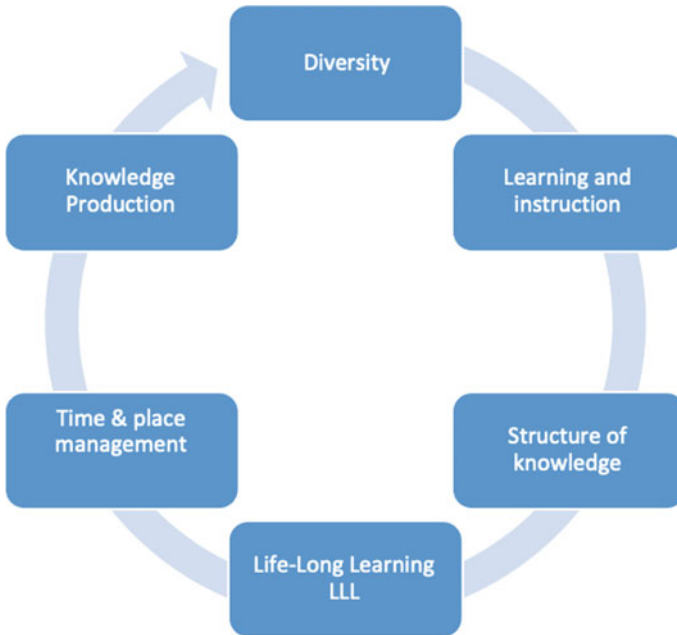 Diversity
Learning and
instruction
Structure of
knowledge
Life-Long Learning
LLL
Time & place
management
Knowledge
Production